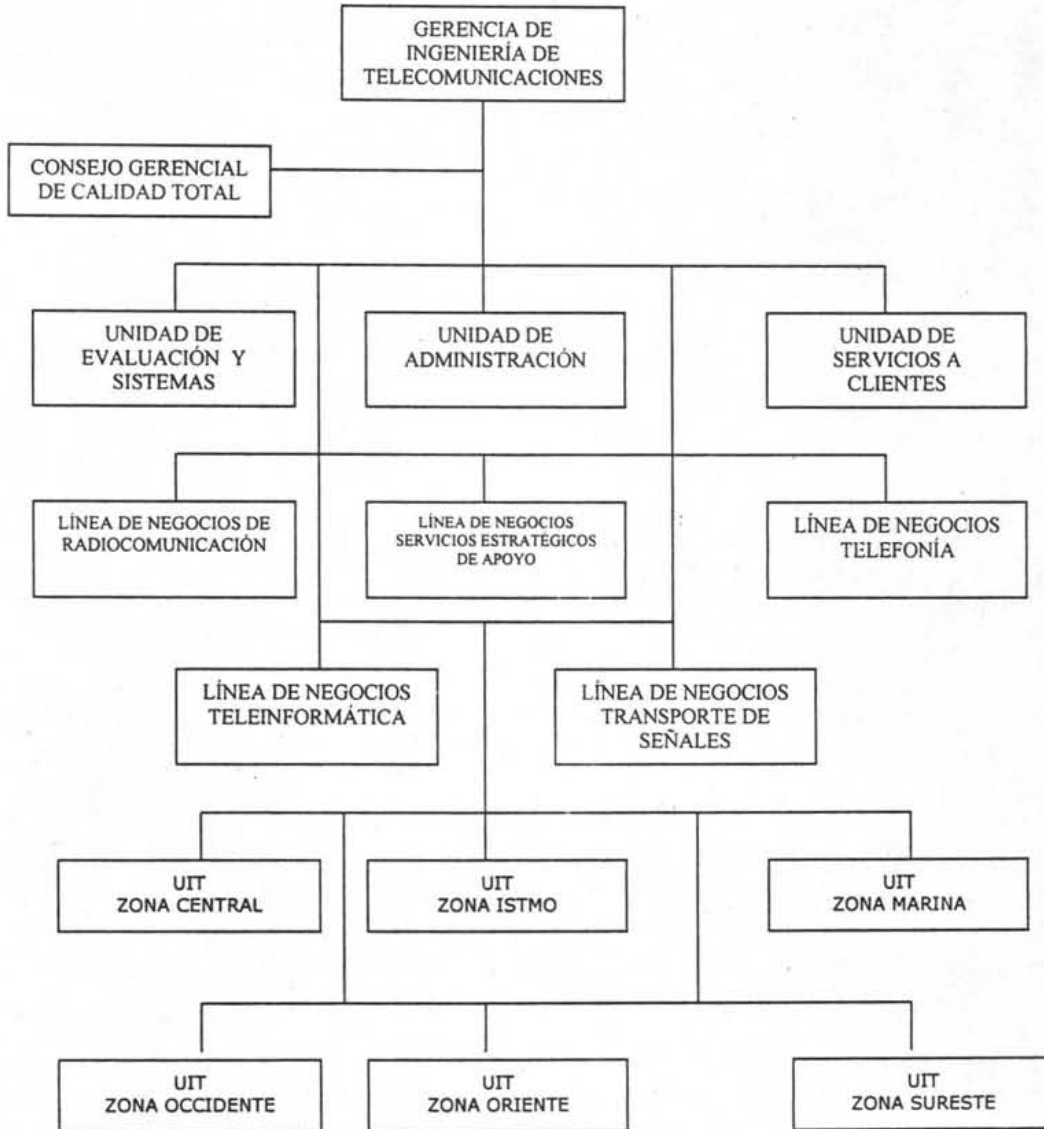 GERENCIA DE
INGENIERÍA DE
TELECOMUNICACIONES
CONSEJO GERENCIAL
DE CALIDAD TOTAL
UNIDAD DE
EVALUACIÓN Y
SISTEMAS
UNIDAD DE
ADMINISTRACIÓN
UNIDAD DE
SERVICIOS A
CLIENTES
LÍNEA DE NEGOCIOS DE
RADIOCOMUNICACIÓN
LÍNEA DE NEGOCIOS
SERVICIOS ESTRATÉGICOS
DE APOYO
LÍNEA DE NEGOCIOS
TELEFONÍA
LÍNEA DE NEGOCIOS
TELEINFORMÁTICA
LÍNEA DE NEGOCIOS
TRANSPORTE DE
SEÑALES
UIT
ZONA CENTRAL
UIT
ZONA ISTMO
UIT
ZONA MARINA
UIT
ZONA OCCIDENTE
UIT
ZONA ORIENTE
UIT
ZONA SURESTE